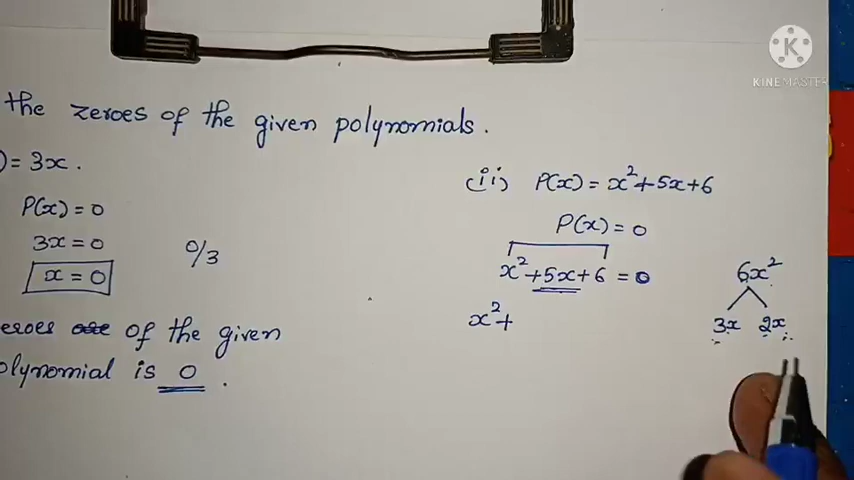 the zeroes of the given polynomials.
) = 3x.
P(x) = 0
3x = 0
0/3
x = 0
eroes of the given
olynomial is 0.
(ii) P(x) = x²+5x+6
P(x) = 0
x²+5x+6 = 0
x²+
6x²
3x 2x
K
KINEMASTER